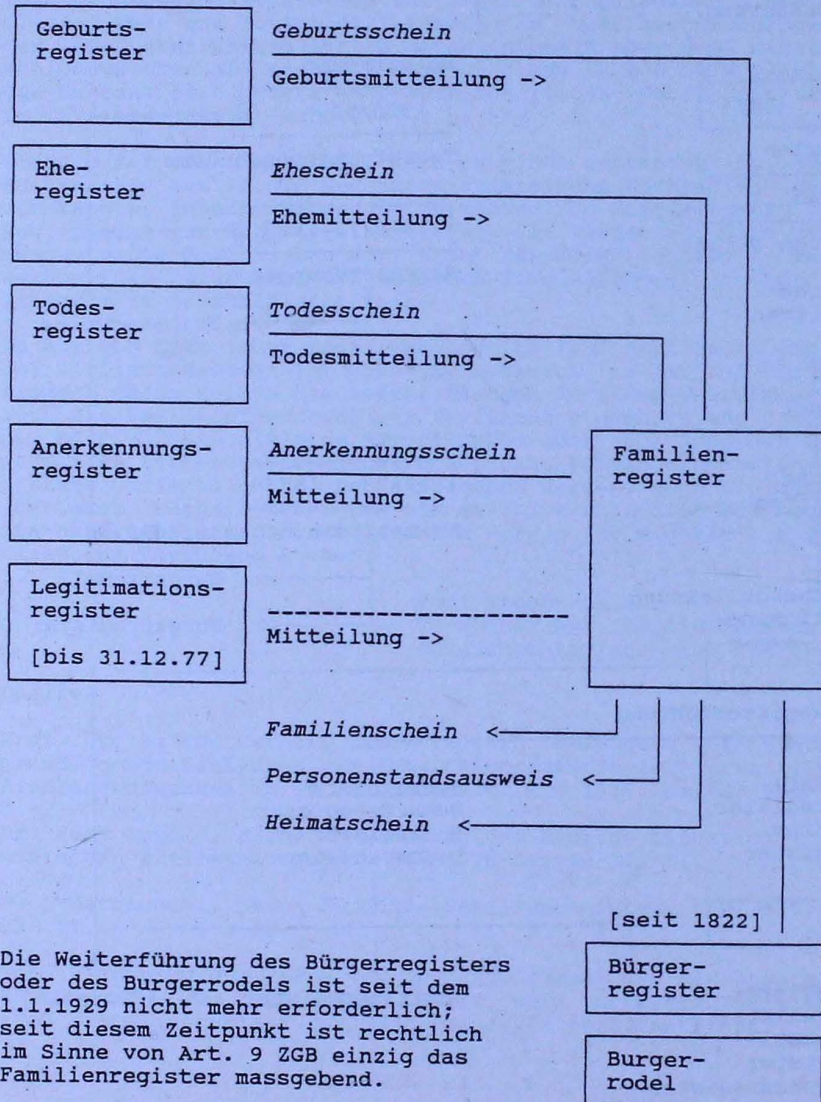 Geburts-
register
Geburtsschein
Geburtsmitteilung ->
Ehe-
register
Eheschein
Ehemitteilung ->
Todes-
register
Todesschein
Todesmitteilung ->
Anerkennungs-
register
Anerkennungsschein
Mitteilung ->
Familien-
register
Legitimations-
register
[bis 31.12.77]
Mitteilung ->
Familienschein <
Personenstandsausweis <
Heimatschein <
[seit 1822]
Bürger-
register
Burger-
rodel
Die Weiterführung des Bürgerregisters
oder des Burgerrodels ist seit dem
1.1.1929 nicht mehr erforderlich;
seit diesem Zeitpunkt ist rechtlich
im Sinne von Art. 9 ZGB einzig das
Familienregister massgebend.